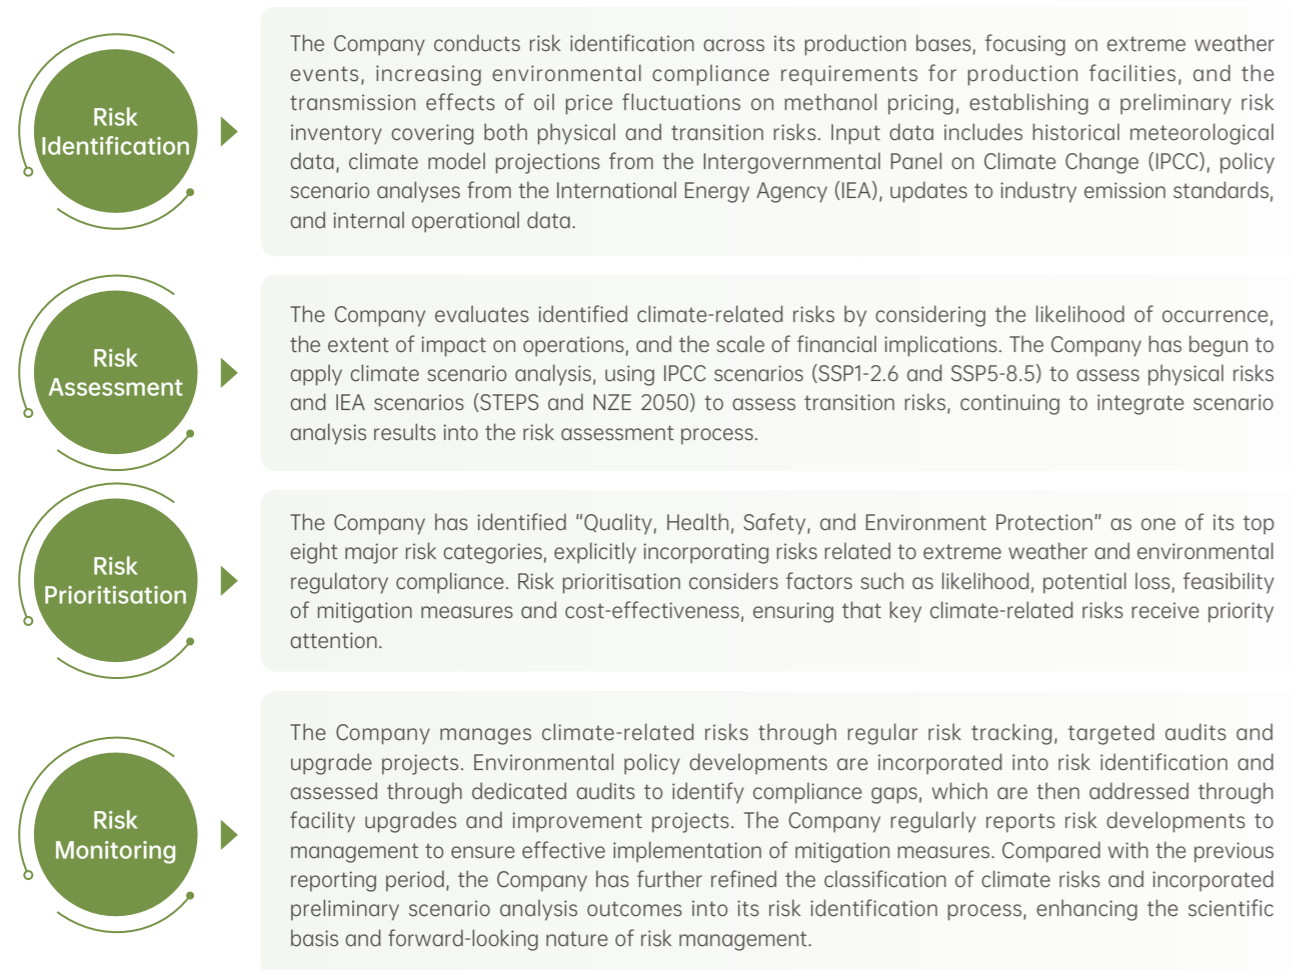 Risk
Identification
The Company conducts risk identification across its production bases, focusing on extreme weather
events, increasing environmental compliance requirements for production facilities, and the
transmission effects of oil price fluctuations on methanol pricing, establishing a preliminary risk
inventory covering both physical and transition risks. Input data includes historical meteorological
data, climate model projections from the Intergovernmental Panel on Climate Change (IPCC), policy
scenario analyses from the International Energy Agency (IEA), updates to industry emission standards,
and internal operational data.
Risk
Assessment
The Company evaluates identified climate-related risks by considering the likelihood of occurrence,
the extent of impact on operations, and the scale of financial implications. The Company has begun to
apply climate scenario analysis, using IPCC scenarios (SSP1-2.6 and SSP5-8.5) to assess physical risks
and IEA scenarios (STEPS and NZE 2050) to assess transition risks, continuing to integrate scenario
analysis results into the risk assessment process.
Risk
Prioritisation
The Company has identified “Quality, Health, Safety, and Environment Protection” as one of its top
eight major risk categories, explicitly incorporating risks related to extreme weather and environmental
regulatory compliance. Risk prioritisation considers factors such as likelihood, potential loss, feasibility
of mitigation measures and cost-effectiveness, ensuring that key climate-related risks receive priority
attention.
Risk
Monitoring
The Company manages climate-related risks through regular risk tracking, targeted audits and
upgrade projects. Environmental policy developments are incorporated into risk identification and
assessed through dedicated audits to identify compliance gaps, which are then addressed through
facility upgrades and improvement projects. The Company regularly reports risk developments to
management to ensure effective implementation of mitigation measures. Compared with the previous
reporting period, the Company has further refined the classification of climate risks and incorporated
preliminary scenario analysis outcomes into its risk identification process, enhancing the scientific
basis and forward-looking nature of risk management.